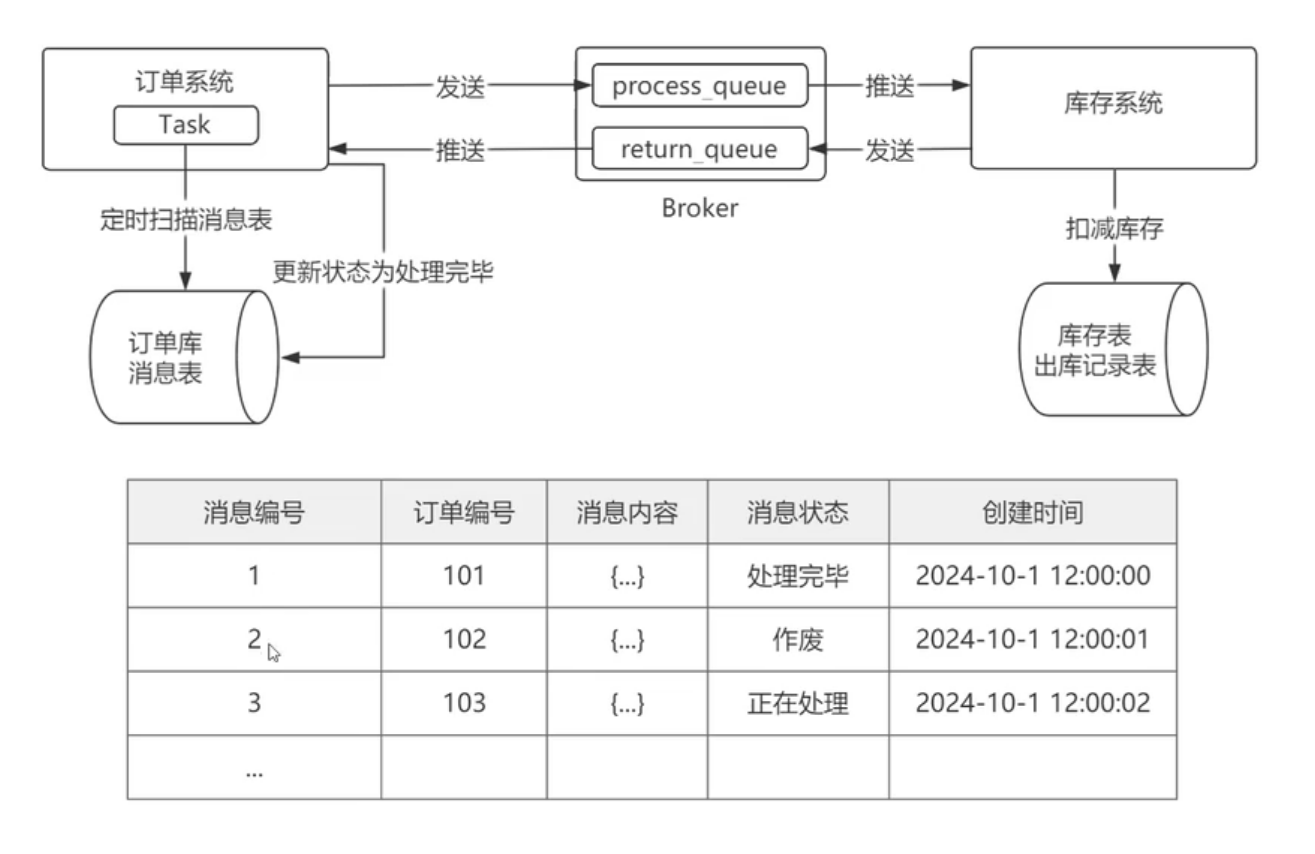 订单系统
Task
发送
process_queue
推送
库存系统
推送
return_queue
发送
Broker
定时扫描消息表
更新状态为处理完毕
扣减库存
订单库
消息表
库存表
出库记录表
消息编号 订单编号 消息内容 消息状态 创建时间
1 101 {...} 处理完毕 2024-10-1 12:00:00
2 102 {...} 作废 2024-10-1 12:00:01
3 103 {...} 正在处理 2024-10-1 12:00:02
...